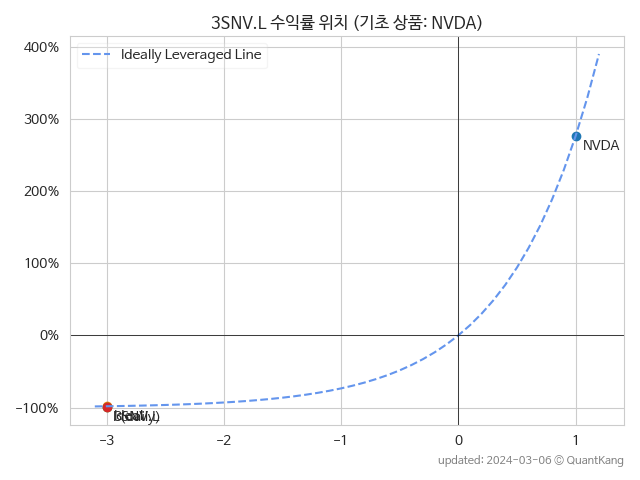 3SNV.L 수익률 위치 (기초 상품: NVDA)
Ideally Leveraged Line
400%
300%
200%
100%
0%
−100%
NVDA
−3
−2
−1
0
1
updated: 2024-03-06 © QuantKang